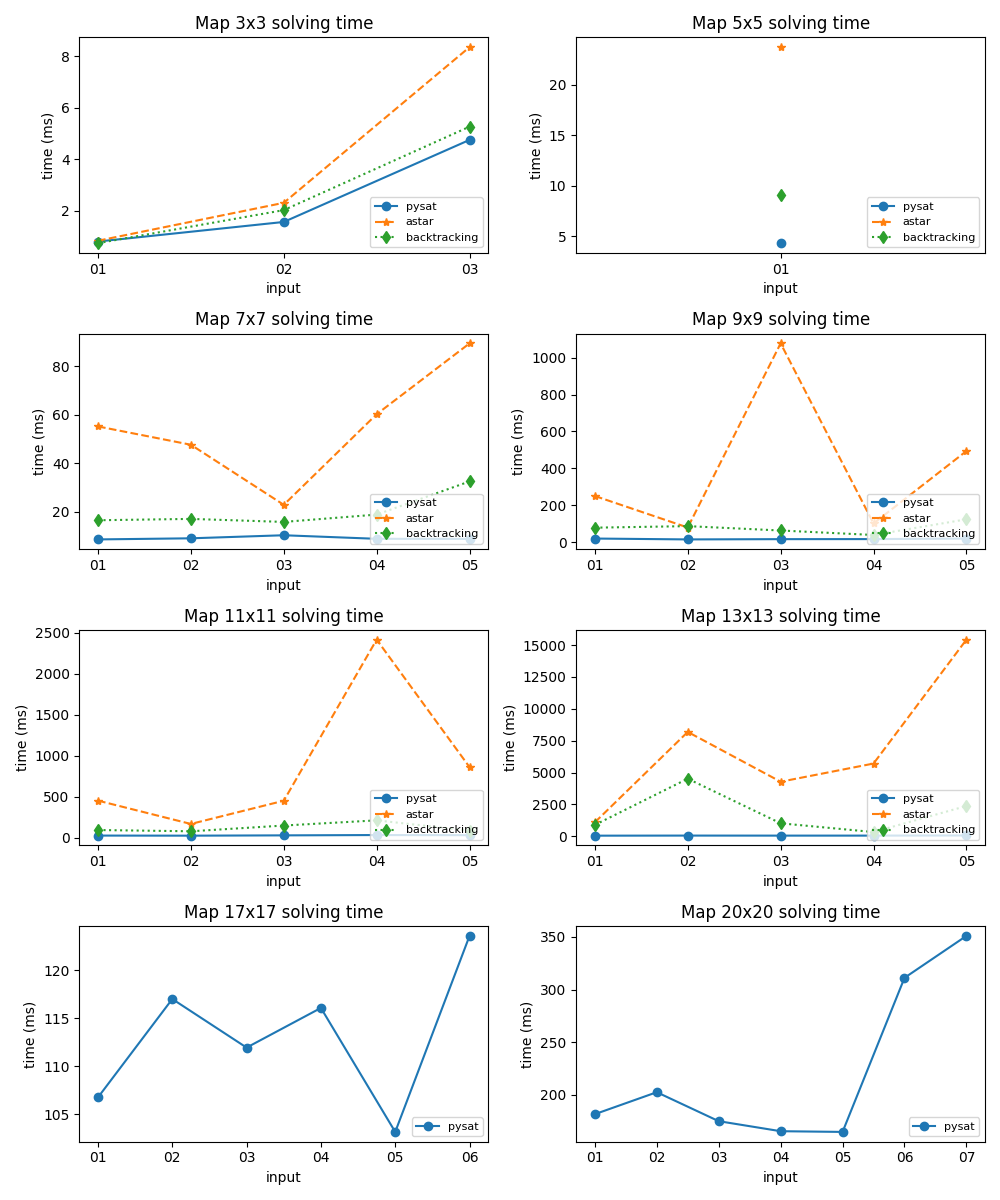 Map 3x3 solving time
time (ms)
8
6
4
2
01
02
03
input
pysat
astar
backtracking
Map 5x5 solving time
time (ms)
20
15
10
5
01
input
pysat
astar
backtracking
Map 7x7 solving time
time (ms)
80
60
40
20
01
02
03
04
05
input
pysat
astar
backtracking
Map 9x9 solving time
time (ms)
1000
800
600
400
200
0
01
02
03
04
05
input
pysat
astar
backtracking
Map 11x11 solving time
time (ms)
2500
2000
1500
1000
500
0
01
02
03
04
05
input
pysat
astar
backtracking
Map 13x13 solving time
time (ms)
15000
12500
10000
7500
5000
2500
0
01
02
03
04
05
input
pysat
astar
backtracking
Map 17x17 solving time
time (ms)
120
115
110
105
01
02
03
04
05
06
input
pysat
Map 20x20 solving time
time (ms)
350
300
250
200
01
02
03
04
05
06
07
input
pysat